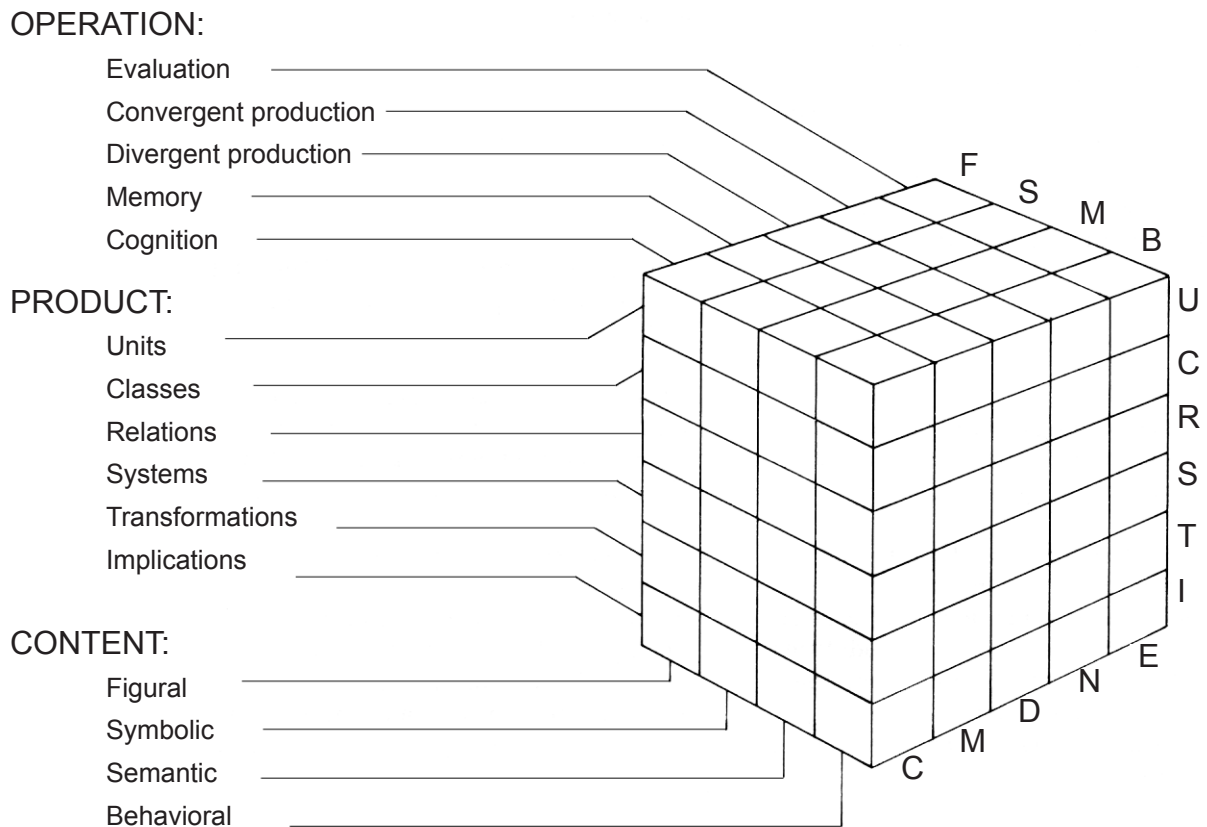 OPERATION:
Evaluation
Convergent production
Divergent production
Memory
Cognition
PRODUCT:
Units
Classes
Relations
Systems
Transformations
Implications
CONTENT:
Figural
Symbolic
Semantic
Behavioral
F
S
M
B
U
C
R
S
T
I
E
N
D
M
C